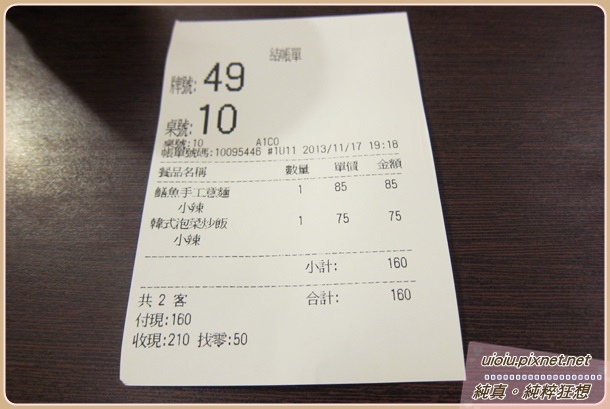 結帳單
牌號: 49
桌號: 10
桌號:10 A1CO
帳單號碼:10095446 #1U11 2013/11/17 19:18
餐品名稱 數量 單價 金額
鱔魚手工意麵 1 85 85
小辣
韓式泡菜炒飯 1 75 75
小辣
小計: 160
共 2 客 合計: 160
付現:160
收現:210 找零:50
uioiu.pixnet.net
純真。純粹狂想